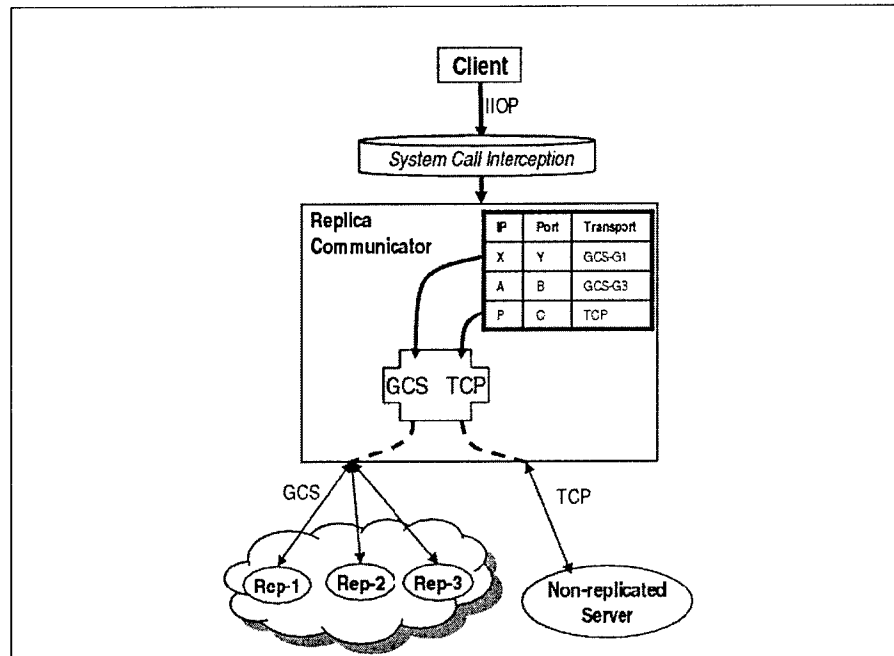 Client
IIOP
System Call Interception
Replica
Communicator
IP Port Transport
X Y GCS-G1
A B GCS-G3
P C TCP
GCS TCP
GCS
TCP
Rep-1 Rep-2 Rep-3
Non-replicated
Server